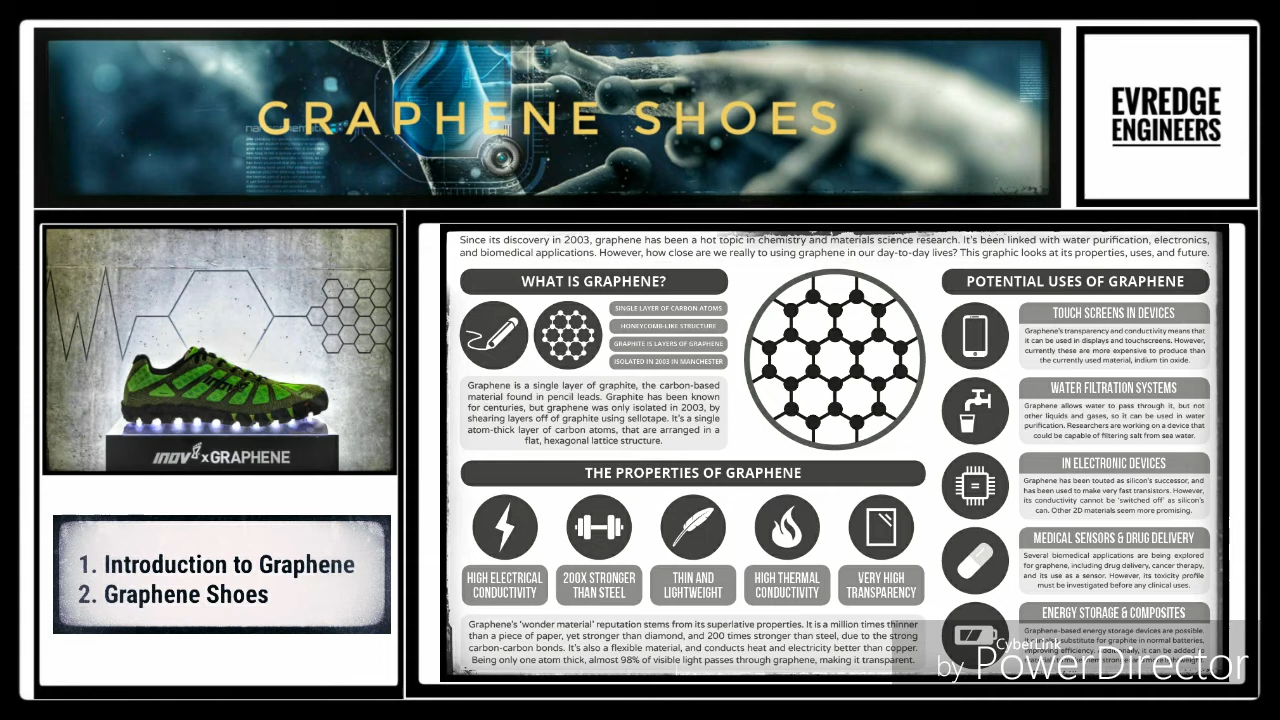 GRAPHENE SHOES
EVREDGE
ENGINEERS
INOV8 x GRAPHENE
1. Introduction to Graphene
2. Graphene Shoes
Since its discovery in 2003, graphene has been a hot topic in chemistry and materials science research. It's been linked with water purification, electronics,
and biomedical applications. However, how close are we really to using graphene in our day-to-day lives? This graphic looks at its properties, uses, and future.
WHAT IS GRAPHENE?
SINGLE LAYER OF CARBON ATOMS
HONEYCOMB-LIKE STRUCTURE
GRAPHITE IS LAYERS OF GRAPHENE
ISOLATED IN 2003 IN MANCHESTER
Graphene is a single layer of graphite, the carbon-based
material found in pencil leads. Graphite has been known
for centuries, but graphene was only isolated in 2003, by
shearing layers off of graphite using sellotape. It's a single
atom-thick layer of carbon atoms, that are arranged in a
flat, hexagonal lattice structure.
THE PROPERTIES OF GRAPHENE
HIGH ELECTRICAL
CONDUCTIVITY
200X STRONGER
THAN STEEL
THIN AND
LIGHTWEIGHT
HIGH THERMAL
CONDUCTIVITY
VERY HIGH
TRANSPARENCY
Graphene's 'wonder material' reputation stems from its superlative properties. It is a million times thinner
than a piece of paper, yet stronger than diamond, and 200 times stronger than steel, due to the strong
carbon-carbon bonds. It's also a flexible material, and conducts heat and electricity better than copper.
Being only one atom thick, almost 98% of visible light passes through graphene, making it transparent.
POTENTIAL USES OF GRAPHENE
TOUCH SCREENS IN DEVICES
Graphene's transparency and conductivity means that
it can be used in displays and touchscreens. However,
currently these are more expensive to produce than
the currently used material, indium tin oxide.
WATER FILTRATION SYSTEMS
Graphene allows water to pass through it, but not
other liquids and gases, so it can be used in water
purification. Researchers are working on a device that
could be capable of filtering salt from sea water.
IN ELECTRONIC DEVICES
Graphene has been touted as silicon's successor, and
has been used to make very fast transistors. However,
its conductivity cannot be 'switched off' as silicon's
can. Other 2D materials seem more promising.
MEDICAL SENSORS & DRUG DELIVERY
Several biomedical applications are being explored
for graphene, including drug delivery, cancer therapy,
and its use as a sensor. However, its toxicity profile
must be investigated before any clinical uses.
ENERGY STORAGE & COMPOSITES
Graphene-based energy storage devices are possible.
substitute for graphite in normal batteries,
improving efficiency. Additionally, it can be added
CyberLink
by PowerDirector